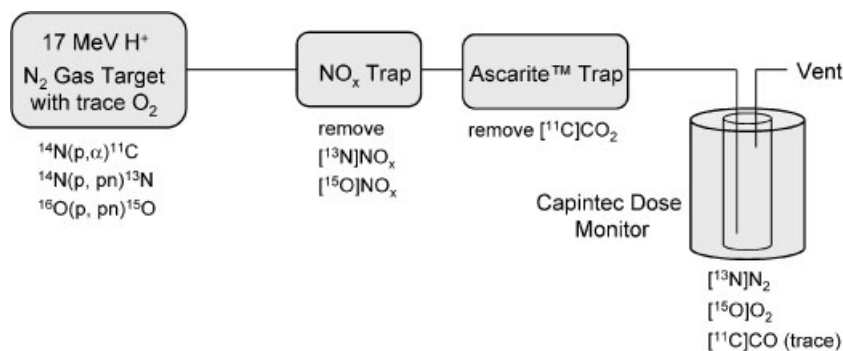 17 MeV H⁺
N₂ Gas Target
with trace O₂
¹⁴N(p,α)¹¹C
¹⁴N(p, pn)¹³N
¹⁶O(p, pn)¹⁵O
NOₓ Trap
remove
[¹³N]NOₓ
[¹⁵O]NOₓ
Ascarite™ Trap
remove [¹¹C]CO₂
Vent
Capintec Dose
Monitor
[¹³N]N₂
[¹⁵O]O₂
[¹¹C]CO (trace)